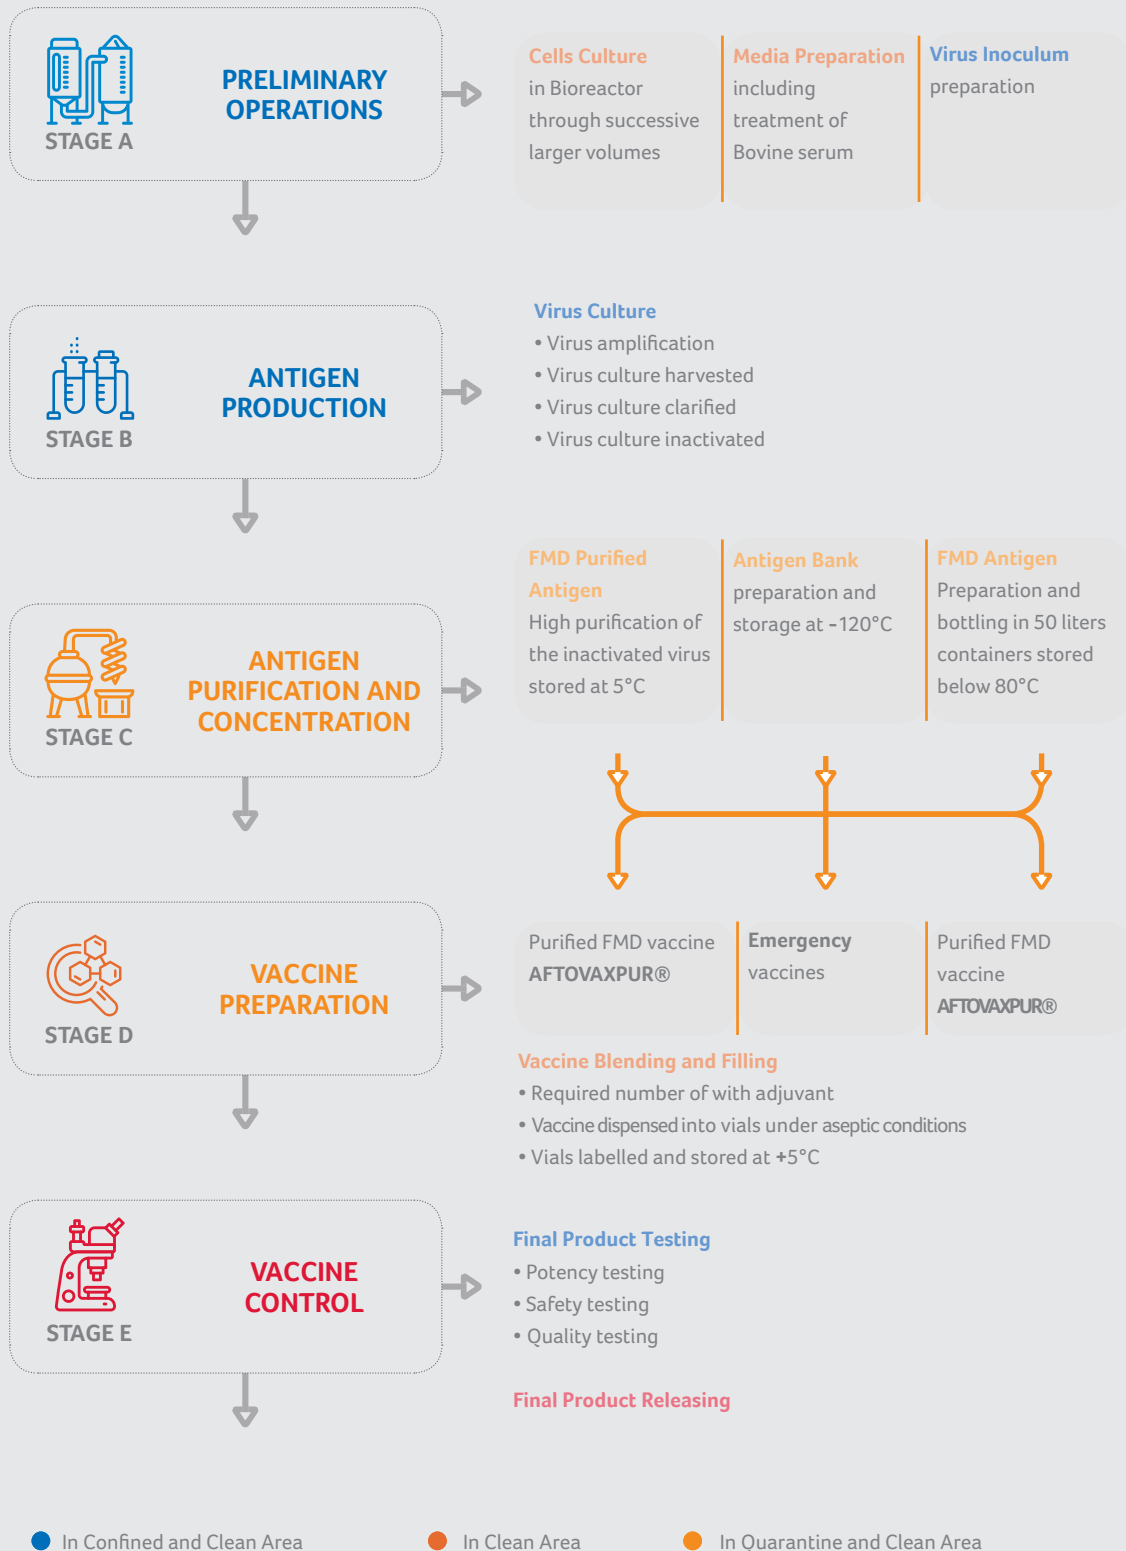 STAGE A
PRELIMINARY
OPERATIONS
Cells Culture
in Bioreactor
through successive
larger volumes
Media Preparation
including
treatment of
Bovine serum
Virus Inoculum
preparation
STAGE B
ANTIGEN
PRODUCTION
Virus Culture
• Virus amplification
• Virus culture harvested
• Virus culture clarified
• Virus culture inactivated
STAGE C
ANTIGEN
PURIFICATION AND
CONCENTRATION
FMD Purified
Antigen
High purification of
the inactivated virus
stored at 5°C
Antigen Bank
preparation and
storage at -120°C
FMD Antigen
Preparation and
bottling in 50 liters
containers stored
below 80°C
STAGE D
VACCINE
PREPARATION
Purified FMD vaccine
AFTOVAXPUR®
Emergency
vaccines
Purified FMD
vaccine
AFTOVAXPUR®
Vaccine Blending and Filling
• Required number of with adjuvant
• Vaccine dispensed into vials under aseptic conditions
• Vials labelled and stored at +5°C
STAGE E
VACCINE
CONTROL
Final Product Testing
• Potency testing
• Safety testing
• Quality testing
Final Product Releasing
In Confined and Clean Area
In Clean Area
In Quarantine and Clean Area